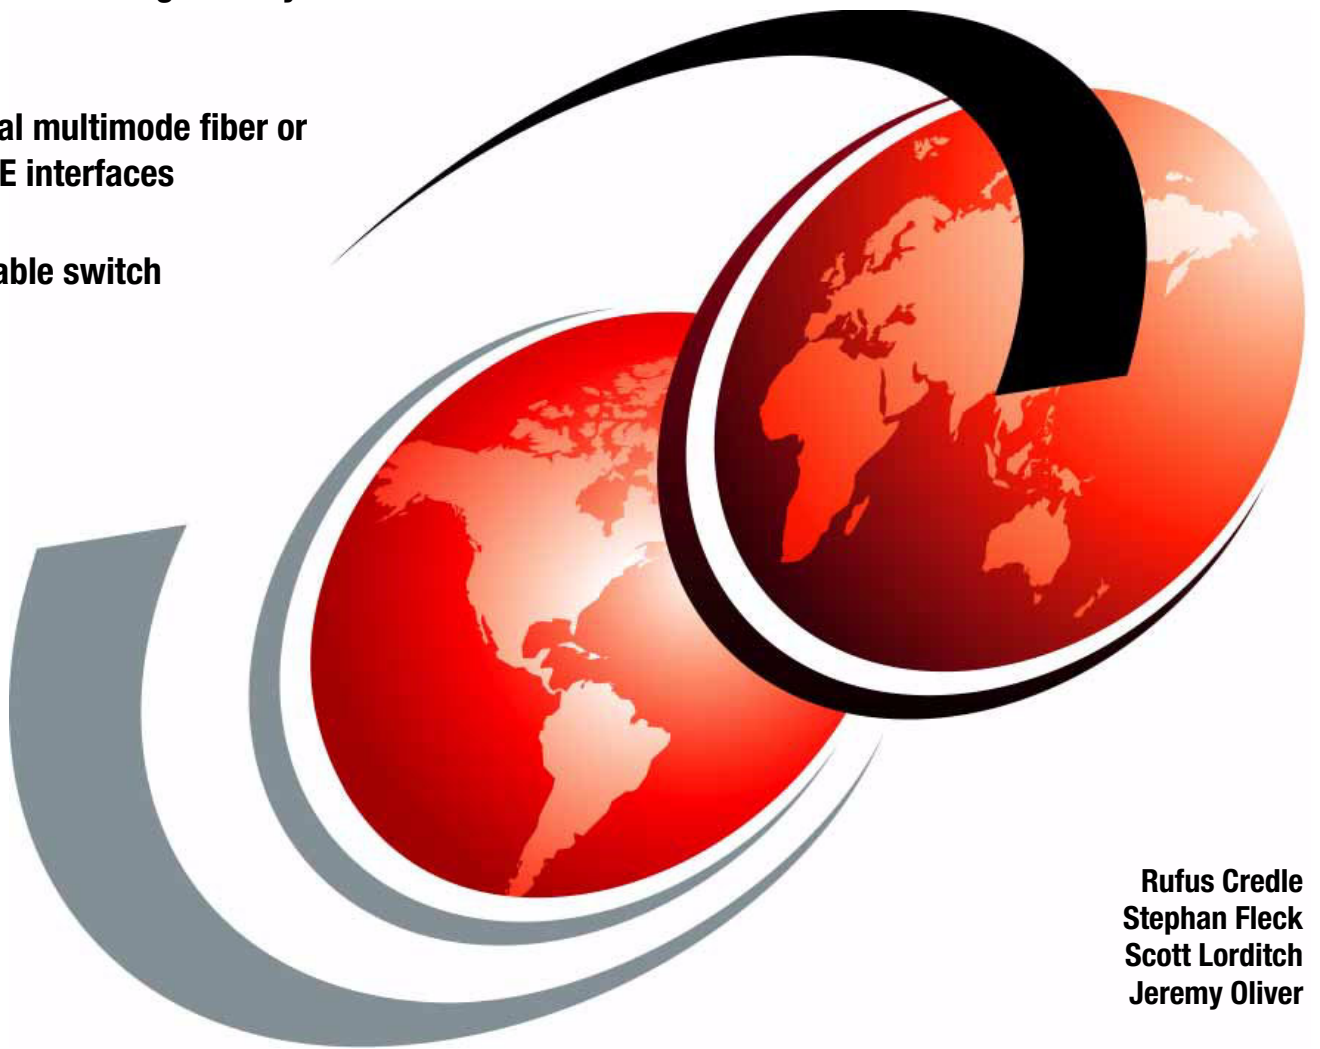 al multimode fiber or
E interfaces
able switch
Rufus Credle
Stephan Fleck
Scott Lorditch
Jeremy Oliver